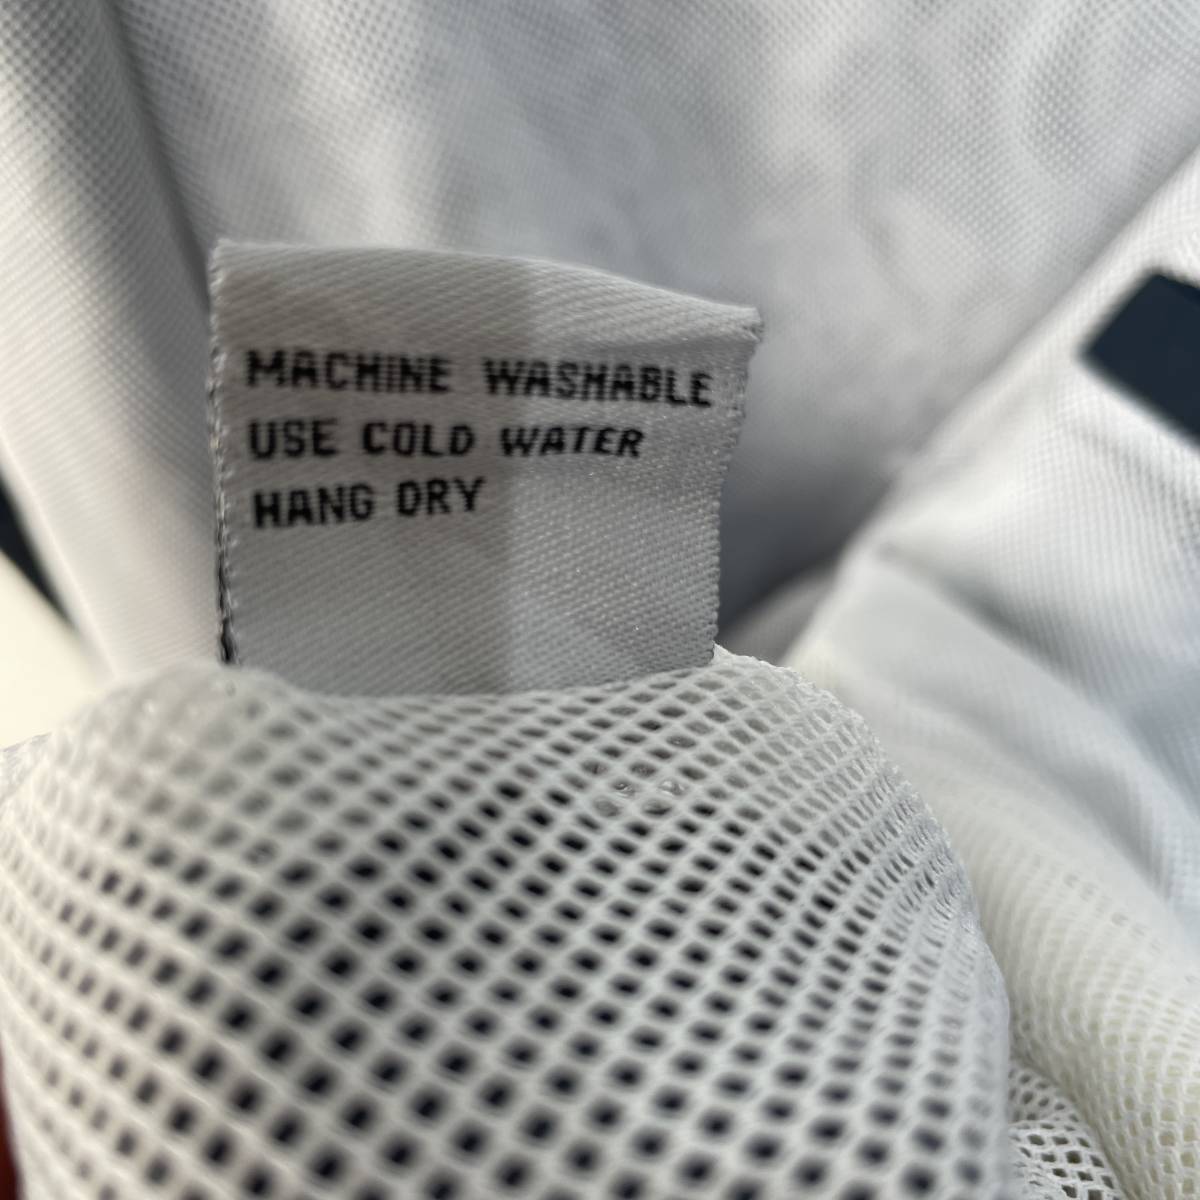 MACHINE WASHABLE
USE COLD WATER
HANG DRY